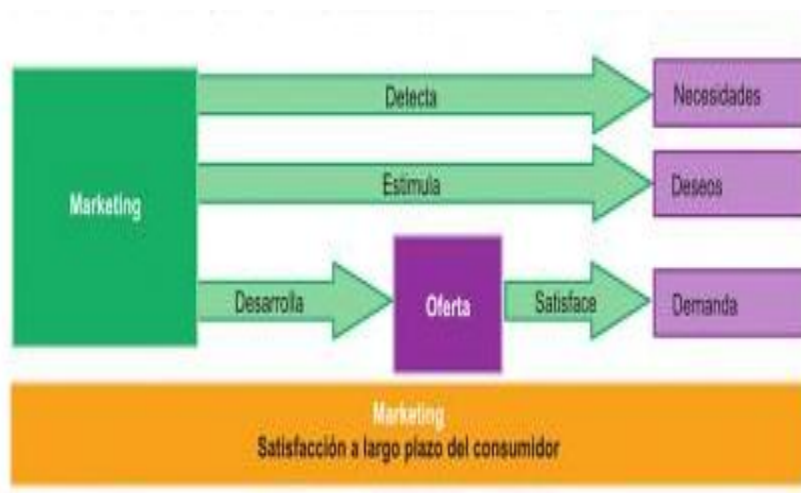 Detecta
Necesidades
Marketing
Estimula
Deseos
Desarrolla
Oferta
Satisface
Demanda
Marketing
Satisfacción a largo plazo del consumidor